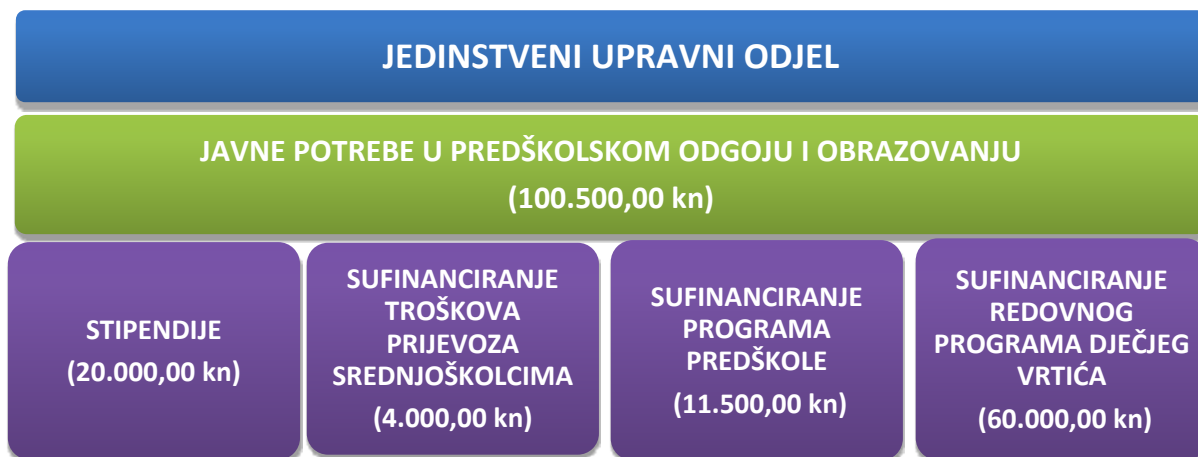 JEDINSTVENI UPRAVNI ODJEL
JAVNE POTREBE U PREDŠKOLSKOM ODGOJU I OBRAZOVANJU
(100.500,00 kn)
STIPENDIJE
(20.000,00 kn)
SUFINANCIRANJE
TROŠKOVA
PRIJEVOZA
SREDNJOŠKOLCIMA
(4.000,00 kn)
SUFINANCIRANJE
PROGRAMA
PREDŠKOLE
(11.500,00 kn)
SUFINANCIRANJE
REDOVNOG
PROGRAMA DJEČJEG
VRTIĆA
(60.000,00 kn)